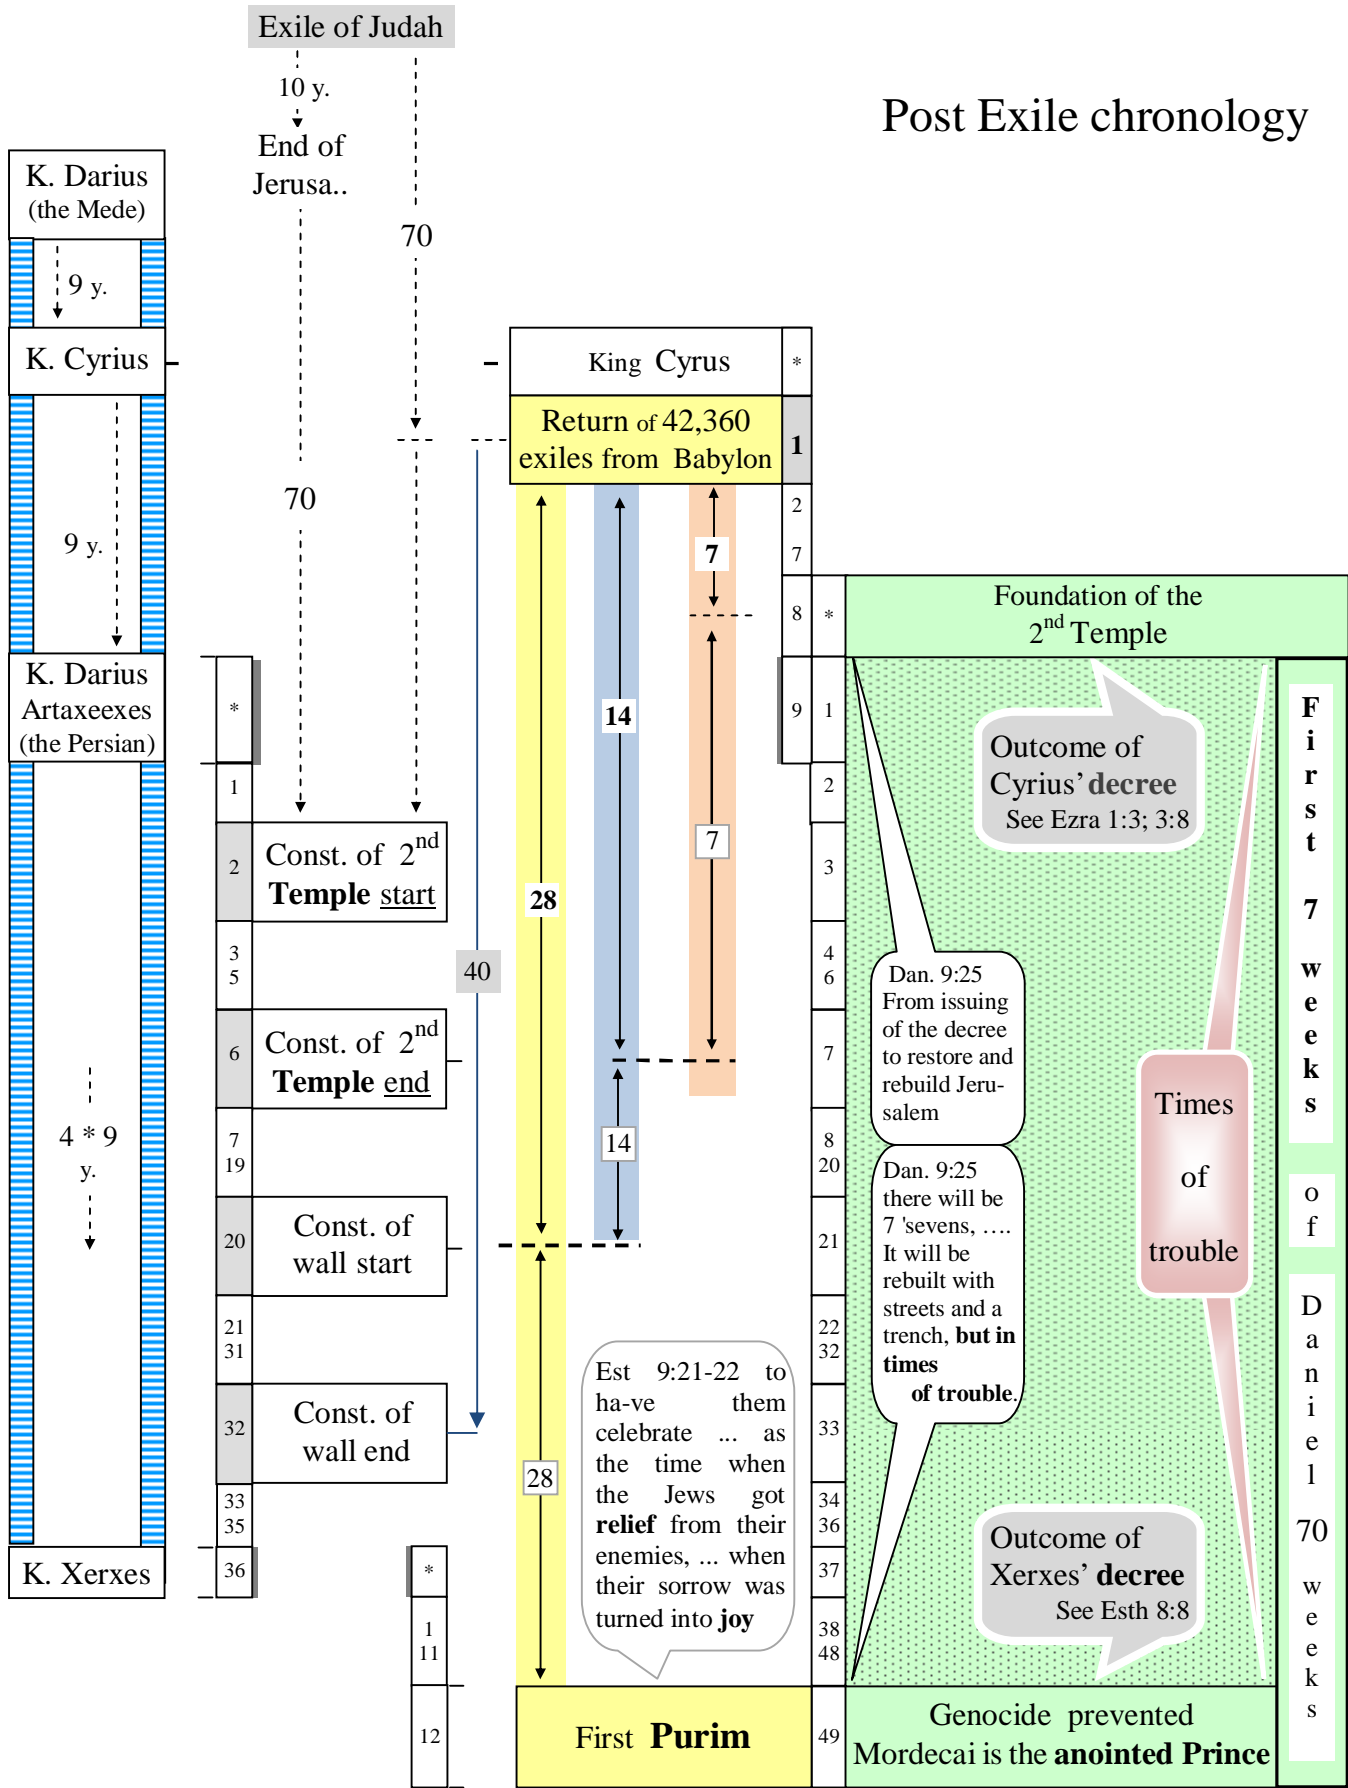 Exile of Judah
10 y.
Post Exile chronology
End of
Jerusa..
K. Darius
(the Mede)
70
9 y.
K. Cyrius
King Cyrus
*
Return of 42,360
exiles from Babylon
1
70
2
7
9 y.
7
8
*
Foundation of the
2nd Temple
K. Darius
Artaxeexes
(the Persian)
*
14
9
1
Outcome of
Cyrius’ decree
See Ezra 1:3; 3:8
First 7 weeks of Daniel 70 weeks
1
2
2
Const. of 2nd
Temple start
7
3
28
3
5
40
4
6
Dan. 9:25
From issuing
of the decree
to restore and
rebuild Jeru-
salem
6
Const. of 2nd
Temple end
7
Times
of
trouble
4 * 9
y.
7
19
14
8
20
Dan. 9:25
there will be
7 'sevens, ....
It will be
rebuilt with
streets and a
trench, but in
times
of trouble.
20
Const. of
wall start
21
21
31
22
32
Est 9:21-22 to
ha-ve them
celebrate ... as
the time when
the Jews got
relief from their
enemies, ... when
their sorrow was
turned into joy
32
Const. of
wall end
33
28
33
35
34
36
Outcome of
Xerxes’ decree
See Esth 8:8
K. Xerxes
36
*
37
1
11
38
48
12
First Purim
49
Genocide prevented
Mordecai is the anointed Prince